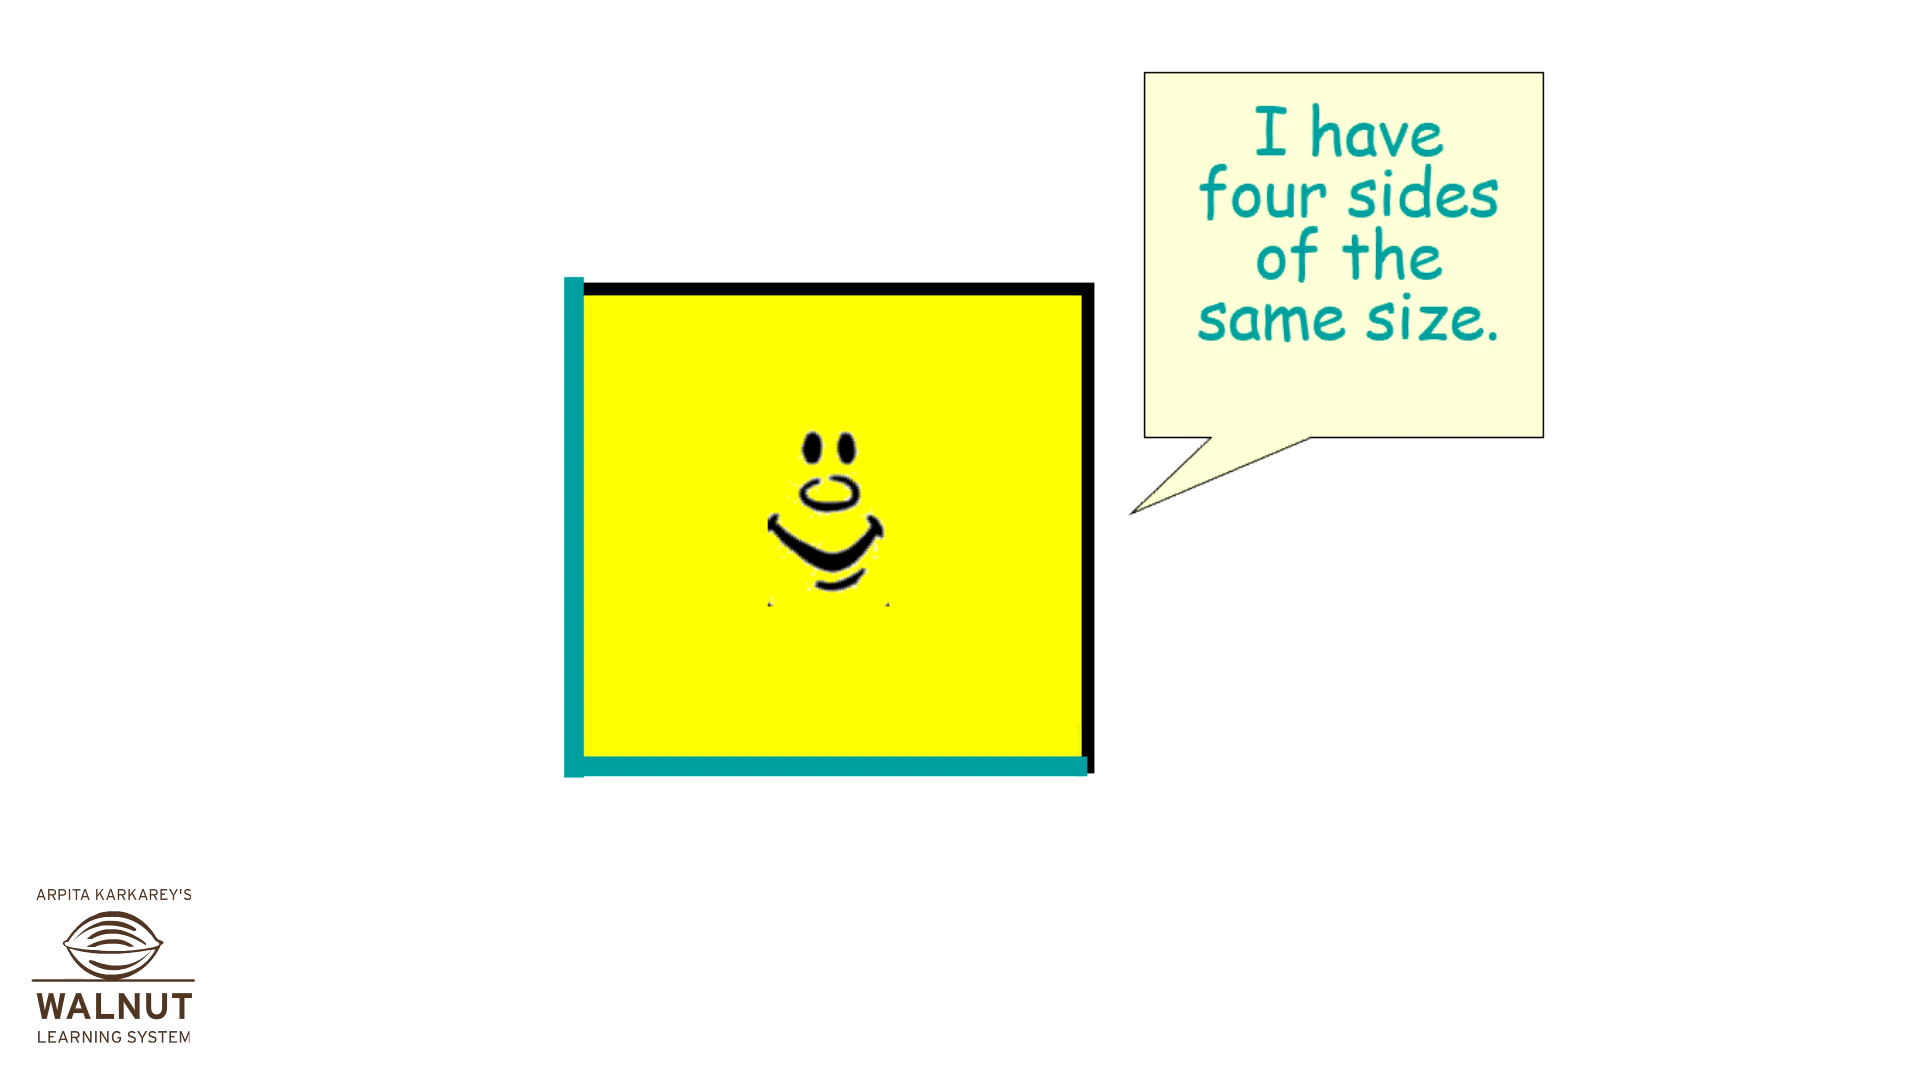 I have
four sides
of the
same size.
ARPITA KARKAREY'S
WALNUT
LEARNING SYSTEM